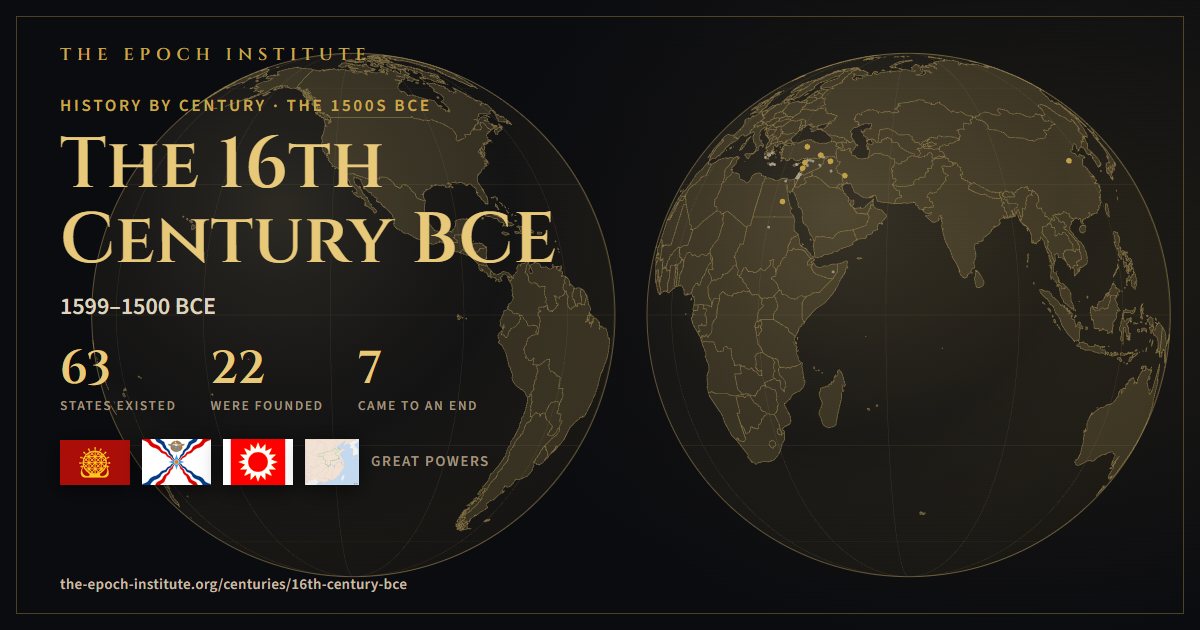 THE EPOCH INSTITUTE
HISTORY BY CENTURY · THE 1500S BCE
The 16th
Century BCE
1599–1500 BCE
63
22
7
STATES EXISTED
WERE FOUNDED
CAME TO AN END
GREAT POWERS
the-epoch-institute.org/centuries/16th-century-bce